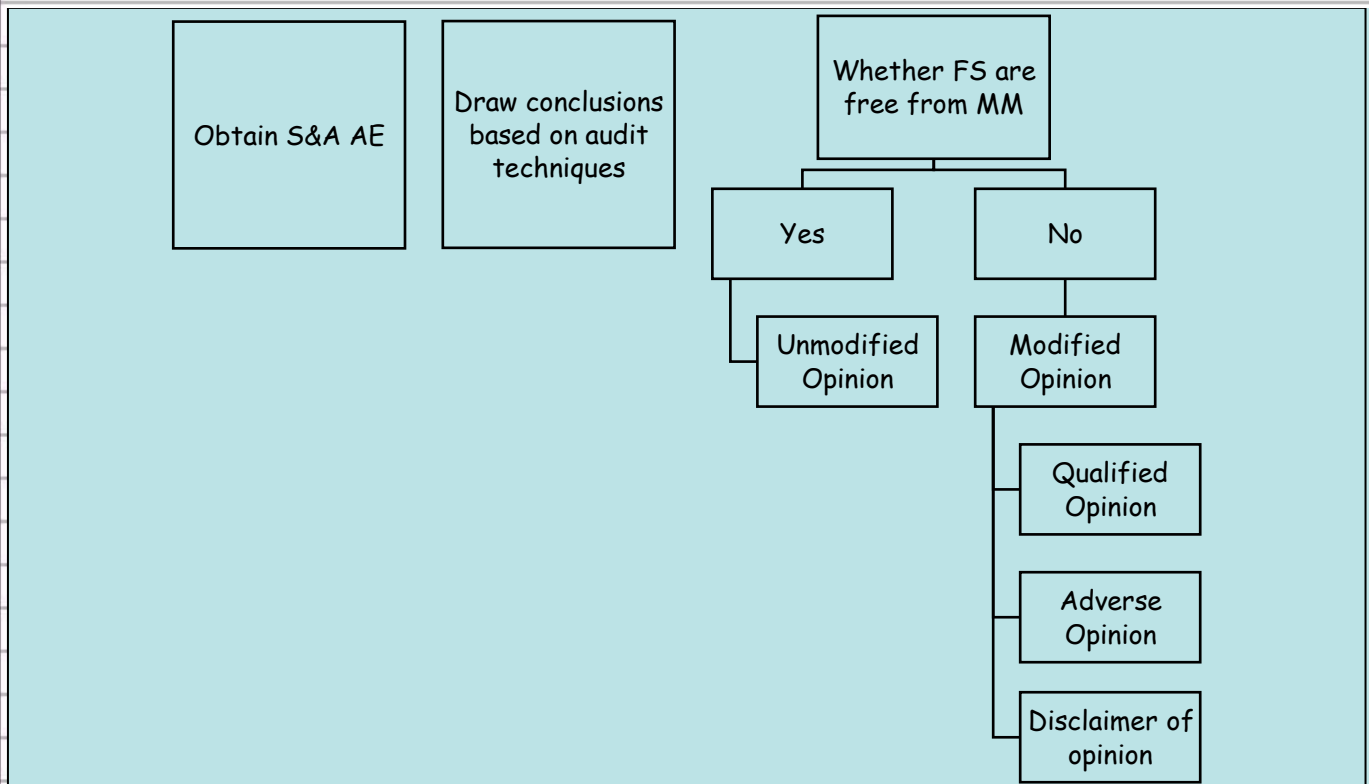 Obtain S&A AE
Draw conclusions
based on audit
techniques
Whether FS are
free from MM
Yes
No
Unmodified
Opinion
Modified
Opinion
Qualified
Opinion
Adverse
Opinion
Disclaimer of
opinion